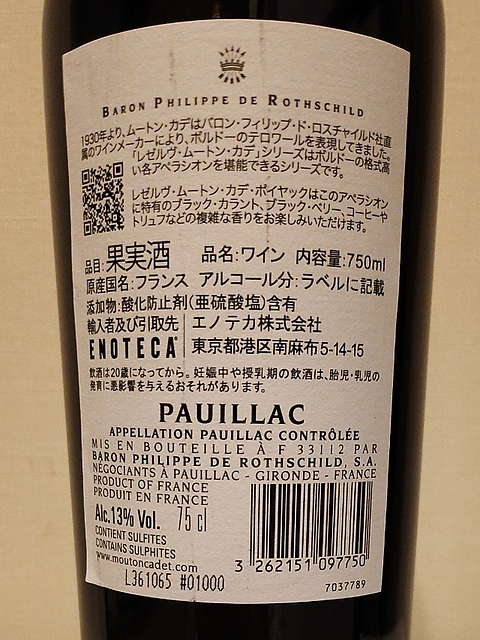 BARON PHILIPPE DE ROTHSCHILD
1930年より、ムートン・カデはバロン・フィリップ・ド・ロスチャイルド社直
属のワインメーカーにより、ボルドーのテロワールを表現してきました。
「レゼルヴ・ムートン・カデ」シリーズはボルドーの格式高
い各アペラシオンを堪能できるシリーズです。
レゼルヴ・ムートン・カデ・ポイヤックはこのアペラシオン
に特有のブラック・カラント、ブラック・ベリー、コーヒーや
トリュフなどの複雑な香りをお楽しみいただけます。
品目:果実酒 品名:ワイン 内容量:750ml
原産国名:フランス アルコール分:ラベルに記載
添加物:酸化防止剤(亜硫酸塩)含有
輸入者及び引取先 エノテカ株式会社
ENOTECA 東京都港区南麻布5-14-15
飲酒は20歳になってから。妊娠中や授乳期の飲酒は、胎児・乳児の
発育に悪影響を与えるおそれがあります。
PAUILLAC
APPELLATION PAUILLAC CONTRÔLÉE
MIS EN BOUTEILLE À F 33112 PAR
BARON PHILIPPE DE ROTHSCHILD, S.A.
NÉGOCIANTS À PAUILLAC - GIRONDE - FRANCE
PRODUCT OF FRANCE
PRODUIT EN FRANCE
Alc.13% Vol. 75 cl
CONTIENT SULFITES
CONTAINS SULPHITES
www.moutoncadet.com
3 262151 097750
L361065 #01000
7037789